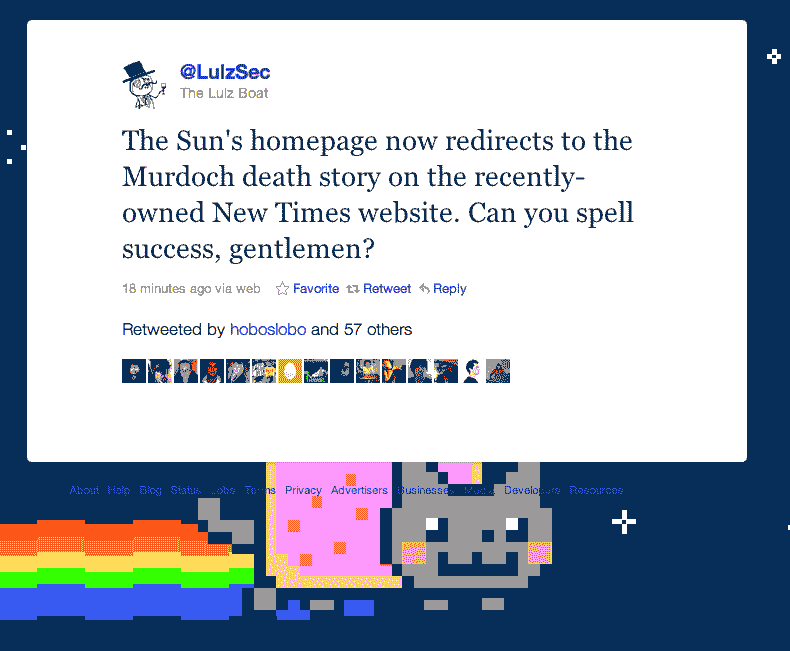 @LulzSec
The Lulz Boat
The Sun's homepage now redirects to the
Murdoch death story on the recently-
owned New Times website. Can you spell
success, gentlemen?
18 minutes ago via web Favorite Retweet Reply
Retweeted by hoboslobo and 57 others
About Help Blog Status Jobs Terms Privacy Advertisers Businesses Media Developers Resources